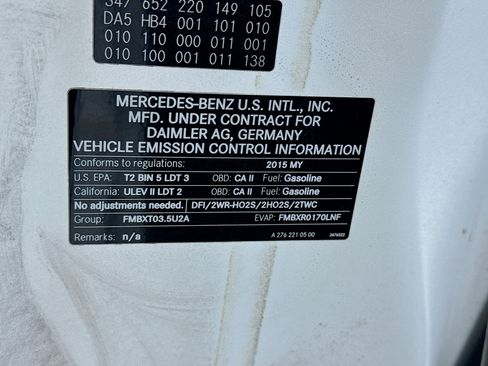 347 652 220 149 105
DA5 HB4 001 101 010
010 110 000 011 001
010 100 001 011 138
MERCEDES-BENZ U.S. INTL., INC.
MFD. UNDER CONTRACT FOR
DAIMLER AG, GERMANY
VEHICLE EMISSION CONTROL INFORMATION
Conforms to regulations: 2015 MY
U.S. EPA: T2 BIN 5 LDT 3 OBD: CA II Fuel: Gasoline
California: ULEV II LDT 2 OBD: CA II Fuel: Gasoline
No adjustments needed. DFI/2WR-HO2S/2HO2S/2TWC
Group: FMBXT03.5U2A EVAP: FMBXR0170LNF
Remarks: n/a A 276 221 05 00 3476522